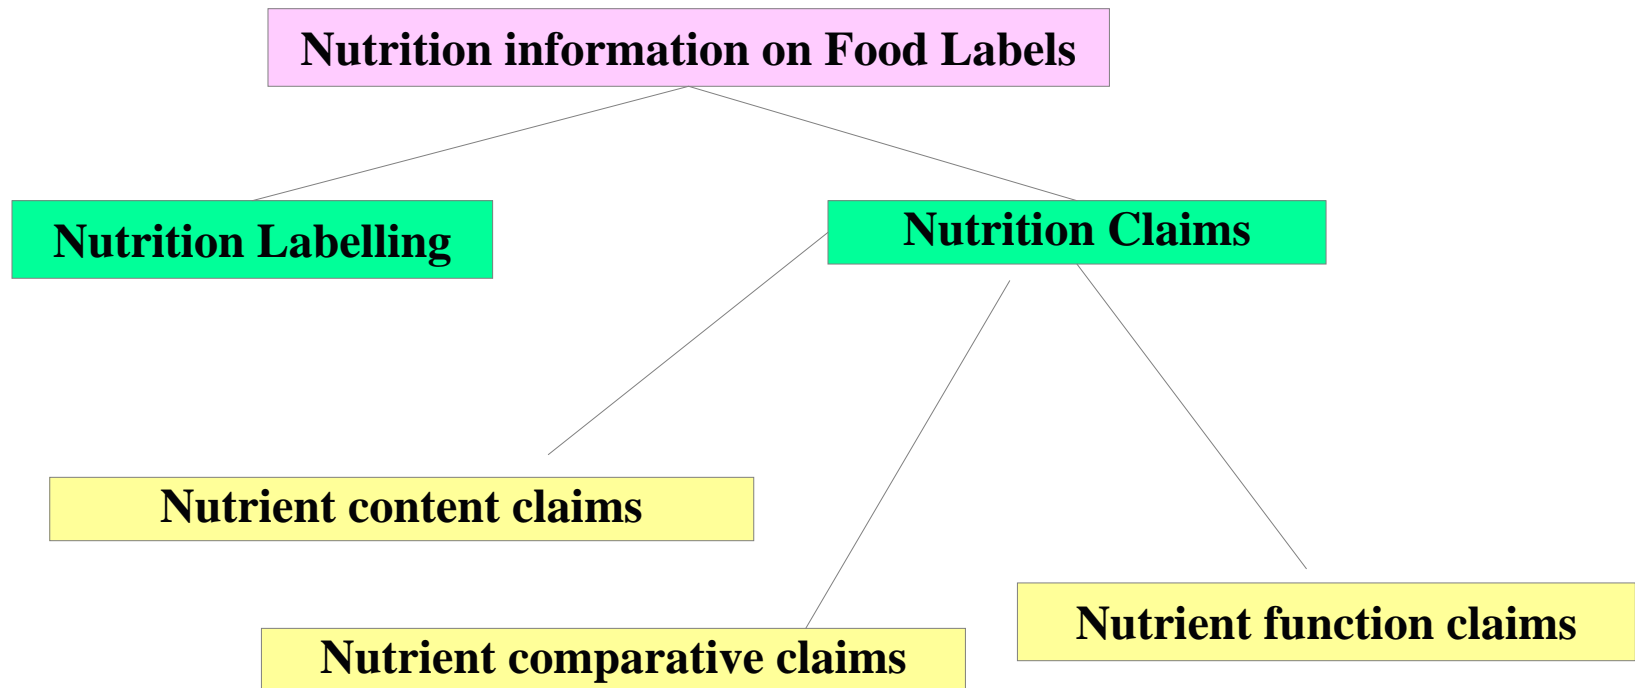 Nutrition information on Food Labels
Nutrition Labelling
Nutrition Claims
Nutrient content claims
Nutrient comparative claims
Nutrient function claims